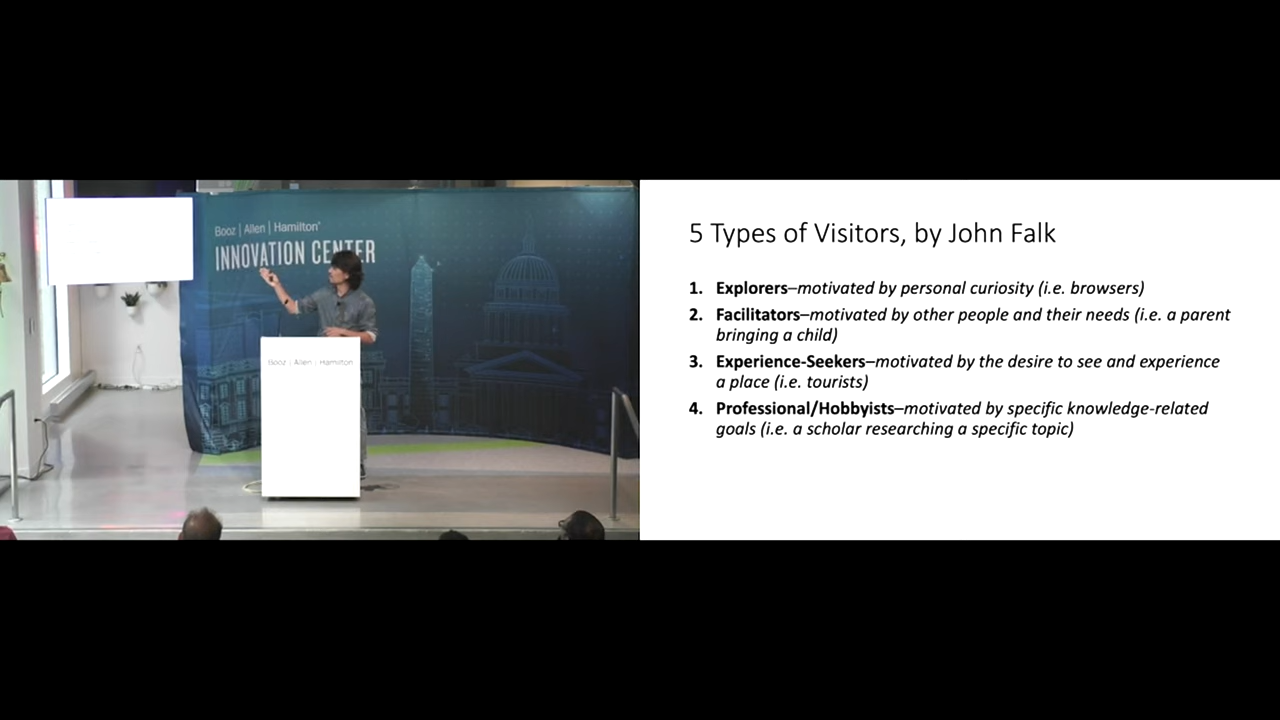 Booz | Allen | Hamilton®
INNOVATION CENTER
Booz | Allen | Hamilton
5 Types of Visitors, by John Falk
1. Explorers–motivated by personal curiosity (i.e. browsers)
2. Facilitators–motivated by other people and their needs (i.e. a parent
bringing a child)
3. Experience-Seekers–motivated by the desire to see and experience
a place (i.e. tourists)
4. Professional/Hobbyists–motivated by specific knowledge-related
goals (i.e. a scholar researching a specific topic)